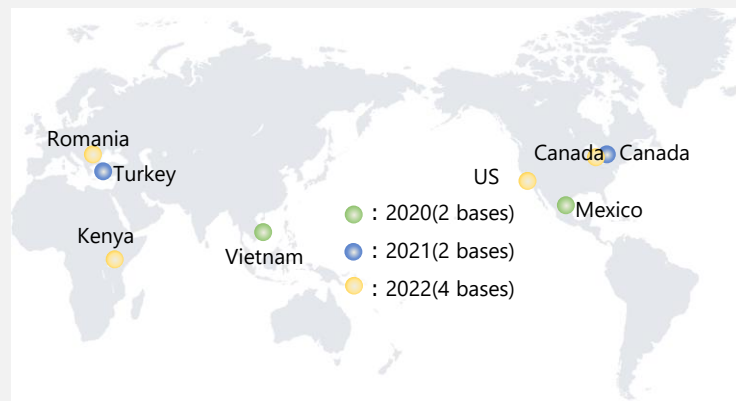 Romania
Turkey
Kenya
Vietnam
US
Canada
Canada
Mexico
: 2020(2 bases)
: 2021(2 bases)
: 2022(4 bases)